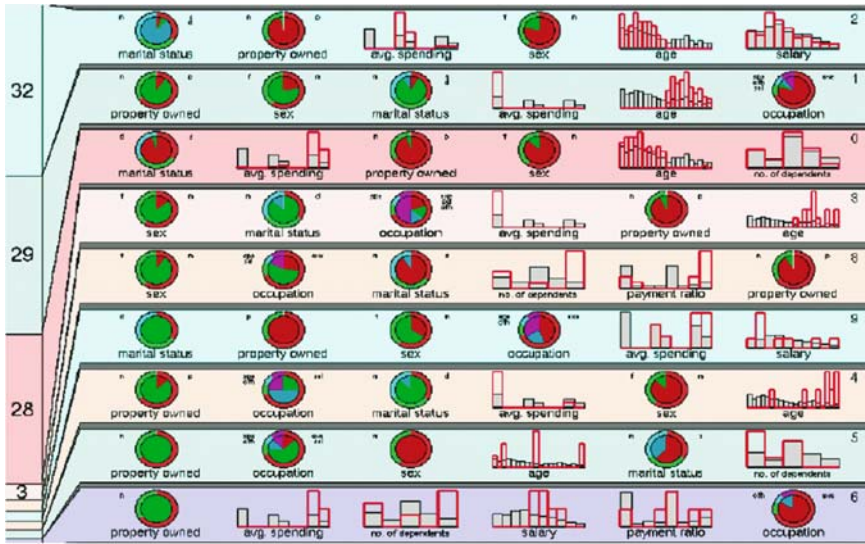 2
marital status property owned avg. spending sex age salary
32
1
property owned sex marital status avg. spending age occupation
0
marital status avg. spending property owned sex age no. of dependents
29
3
sex marital status occupation avg. spending property owned age
8
sex occupation marital status no. of dependents payment ratio property owned
9
marital status property owned sex occupation avg. spending salary
28
4
property owned occupation marital status avg. spending sex age
5
property owned occupation sex age marital status no. of dependents
3
6
property owned avg. spending no. of dependents salary payment ratio occupation